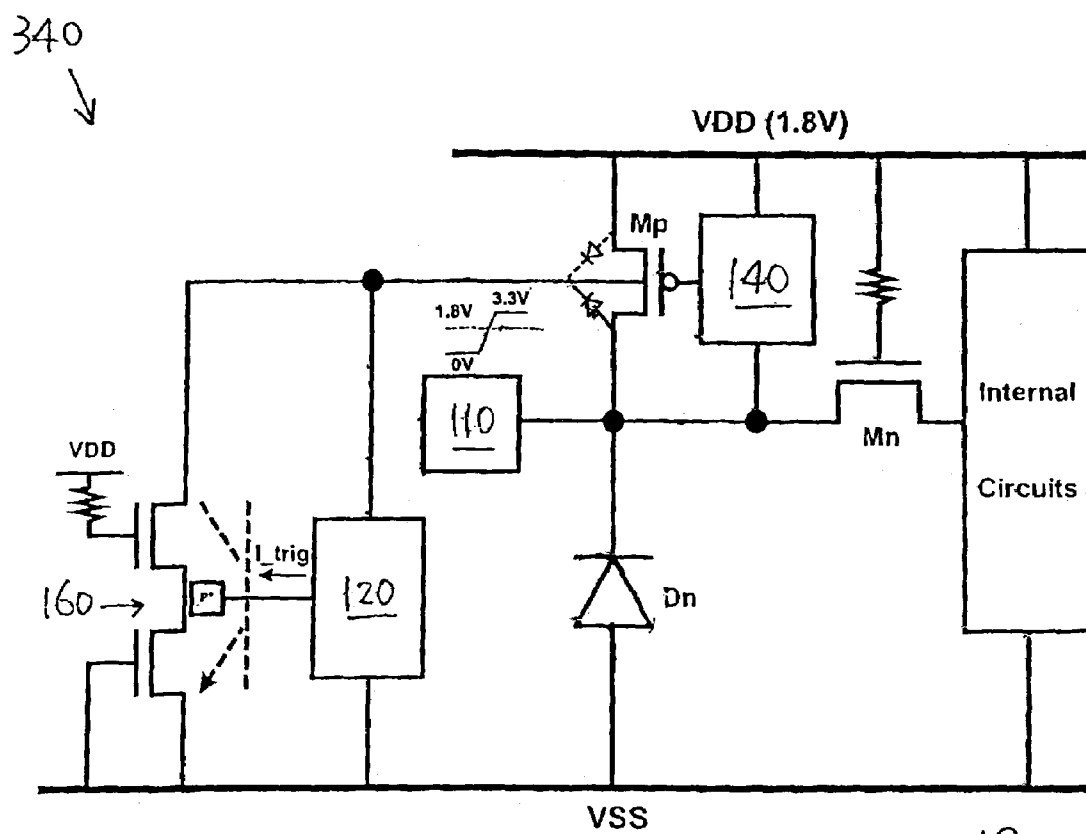 340
VDD (1.8V)
Mp
140
3.3V
1.8V
0V
110
Internal
Circuits
Mn
VDD
I_trig
160
120
Dn
VSS